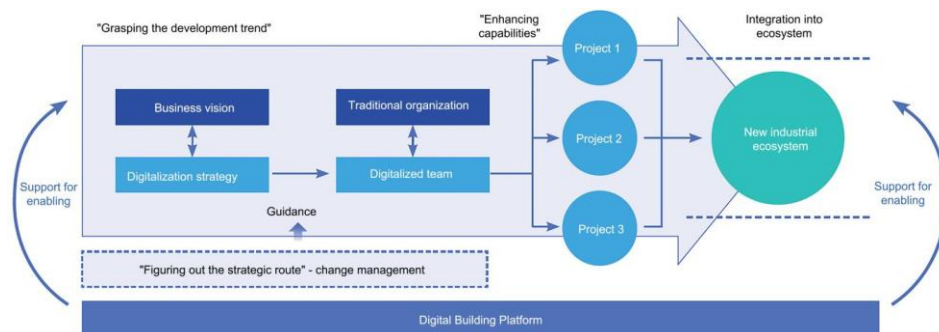 "Grasping the development trend"
"Enhancing
capabilities"
Integration into
ecosystem
Project 1
Business vision
Traditional organization
Project 2
New industrial
ecosystem
Digitalization strategy
Digitalized team
Support for
enabling
Support for
enabling
Guidance
Project 3
"Figuring out the strategic route" - change management
Digital Building Platform